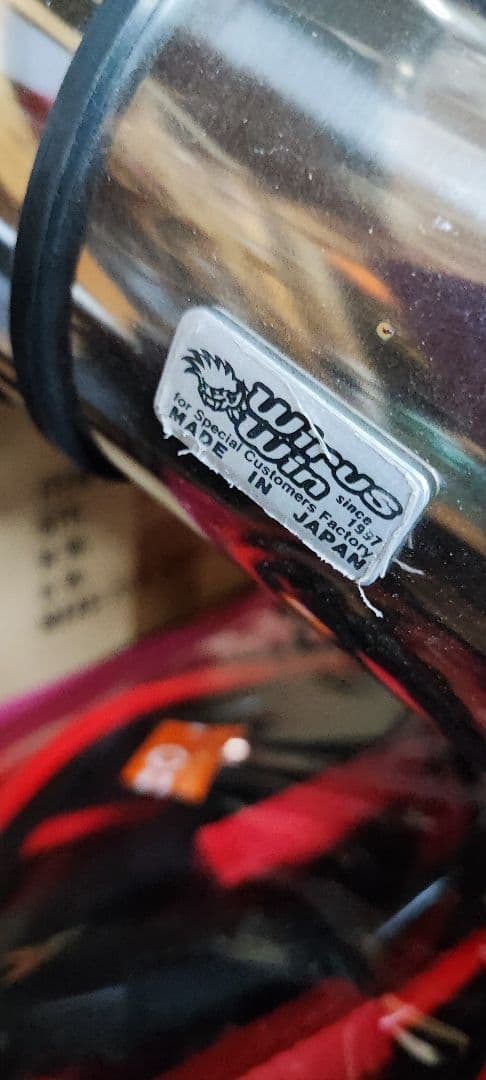 Wirus
Win
since
1997
for Special Customers Factory
MADE IN JAPAN